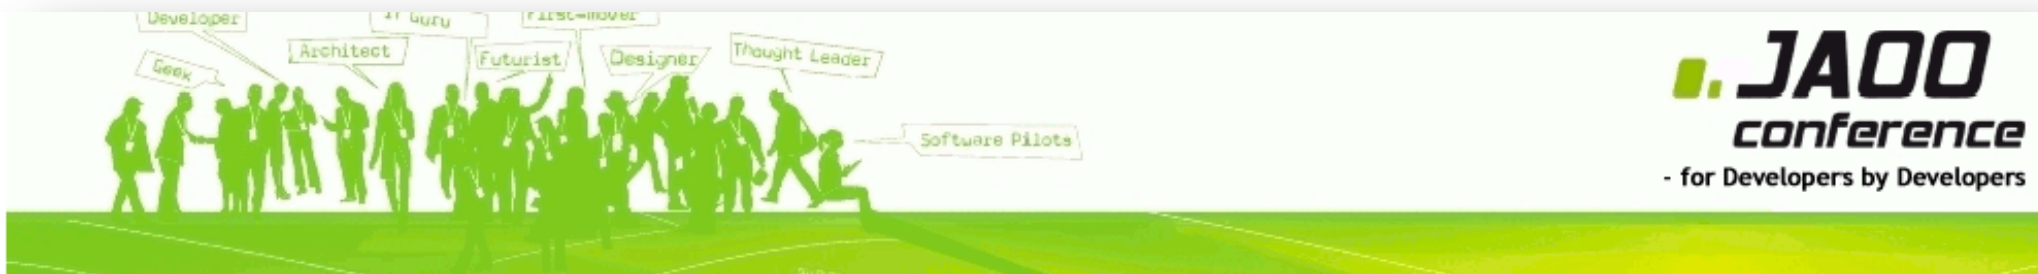 Developer
IT Guru
First-mover
Geek
Architect
Futurist
Designer
Thought Leader
Software Pilots
JAOO
conference
- for Developers by Developers